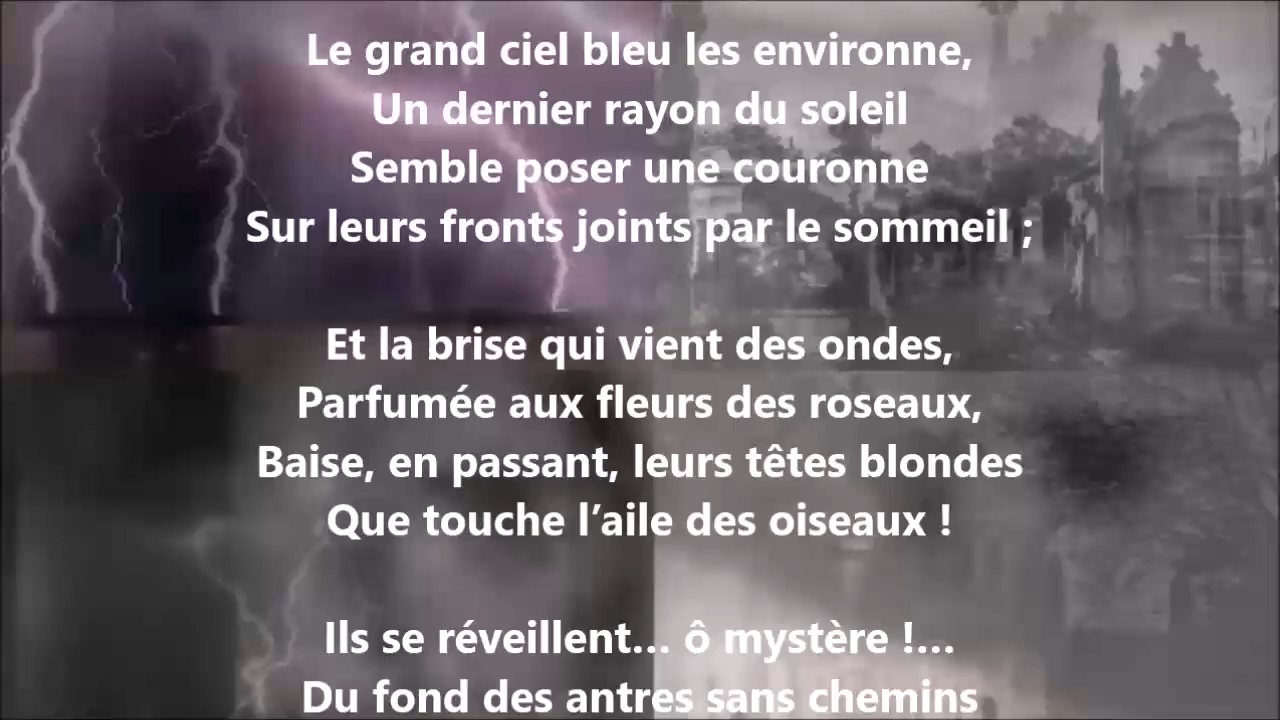 Le grand ciel bleu les environne,
Un dernier rayon du soleil
Semble poser une couronne
Sur leurs fronts joints par le sommeil ;
Et la brise qui vient des ondes,
Parfumée aux fleurs des roseaux,
Baise, en passant, leurs têtes blondes
Que touche l’aile des oiseaux !
Ils se réveillent… ô mystère !…
Du fond des antres sans chemins